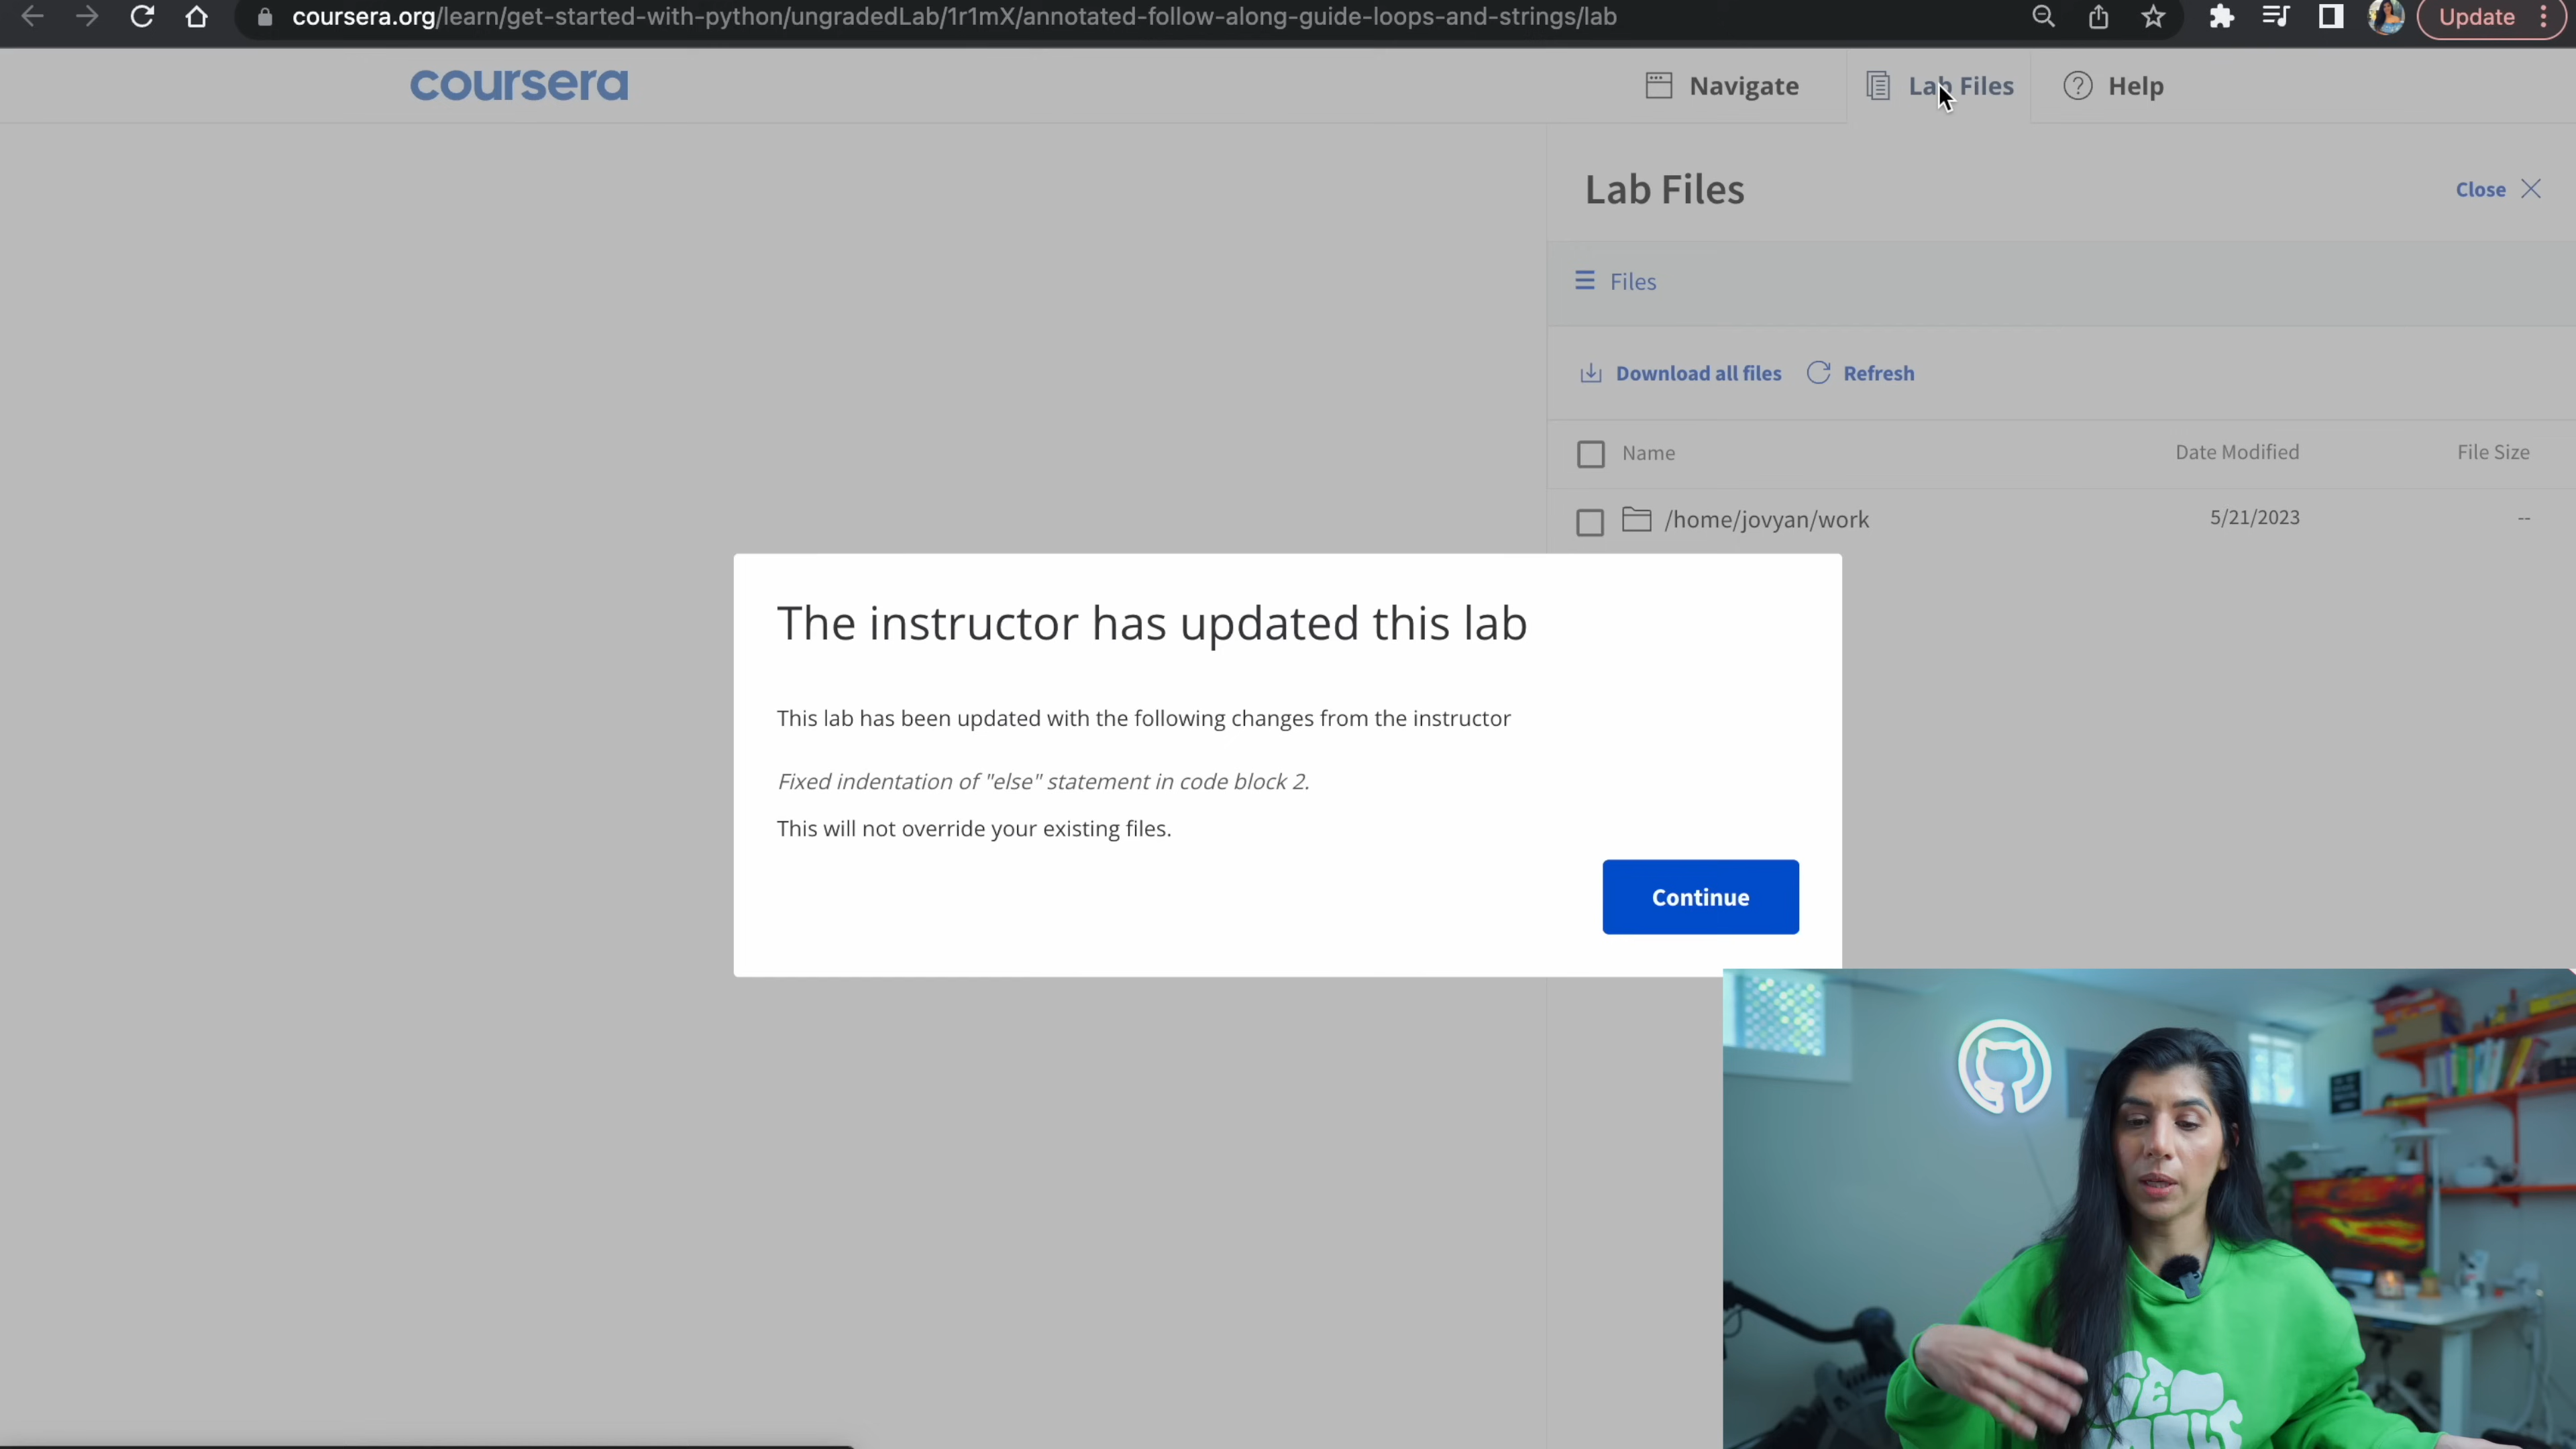 coursera.org/learn/get-started-with-python/ungradedLab/1r1mX/annotated-follow-along-guide-loops-and-strings/lab
Update
coursera
Navigate
Lab Files
Help
Lab Files
Close
Files
Download all files
Refresh
Name
Date Modified
File Size
/home/jovyan/work
5/21/2023
--
The instructor has updated this lab
This lab has been updated with the following changes from the instructor
Fixed indentation of "else" statement in code block 2.
This will not override your existing files.
Continue